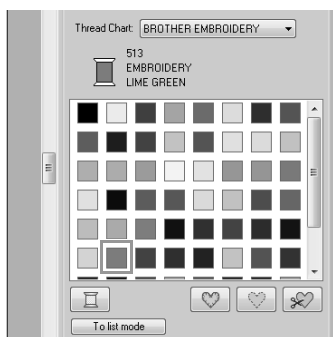 Thread Chart: BROTHER EMBROIDERY
513
EMBROIDERY
LIME GREEN
To list mode